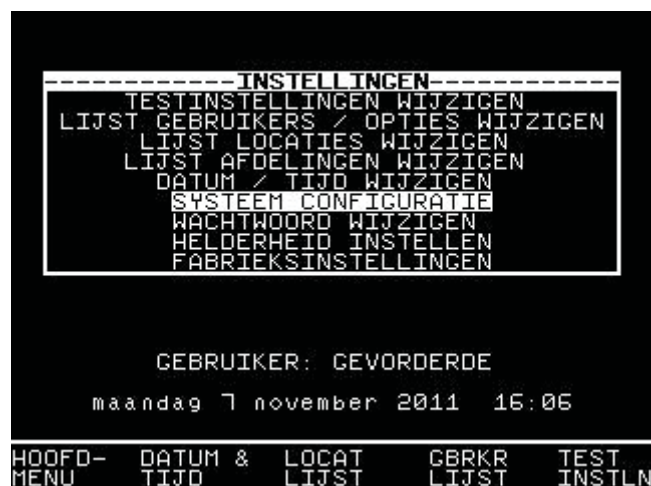 ------------INSTELLINGEN------------
TESTINSTELLINGEN WIJZIGEN
LIJST GEBRUIKERS / OPTIES WIJZIGEN
LIJST LOCATIES WIJZIGEN
LIJST AFDELINGEN WIJZIGEN
DATUM / TIJD WIJZIGEN
SYSTEEM CONFIGURATIE
WACHTWOORD WIJZIGEN
HELDERHEID INSTELLEN
FABRIEKSINSTELLINGEN
GEBRUIKER: GEVORDERDE
maandag 7 november 2011 16:06
HOOFD- DATUM & LOCAT GBRKR TEST
MENU TIJD LIJST LIJST INSTLN